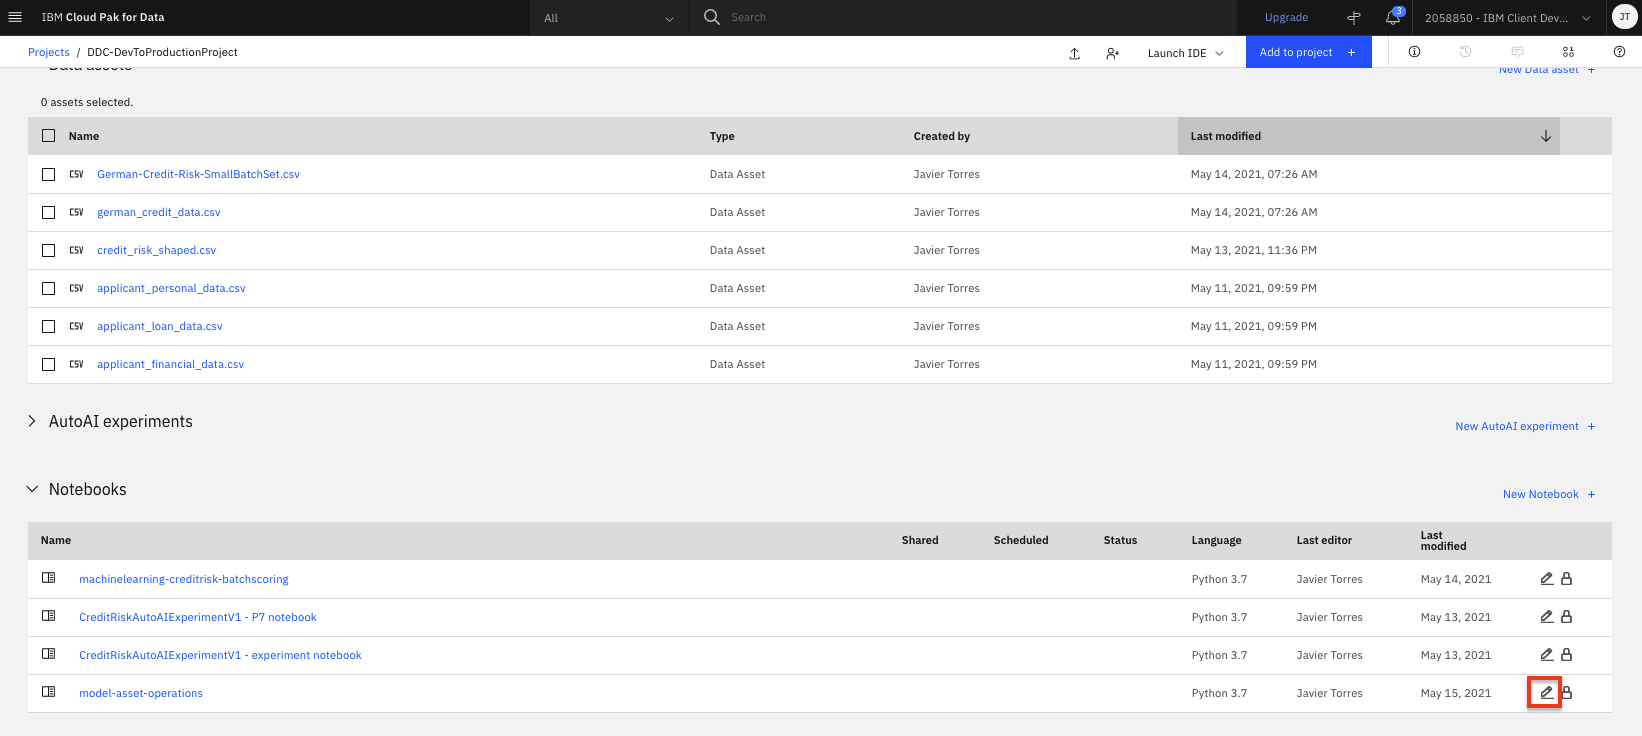 IBM Cloud Pak for Data
All
Search
Upgrade
3
2058850 - IBM Client Dev...
JT
Projects / DDC-DevToProductionProject
Launch IDE
Add to project +
Data assets
New Data asset +
0 assets selected.
Name Type Created by Last modified
CSV German-Credit-Risk-SmallBatchSet.csv Data Asset Javier Torres May 14, 2021, 07:26 AM
CSV german_credit_data.csv Data Asset Javier Torres May 14, 2021, 07:26 AM
CSV credit_risk_shaped.csv Data Asset Javier Torres May 13, 2021, 11:36 PM
CSV applicant_personal_data.csv Data Asset Javier Torres May 11, 2021, 09:59 PM
CSV applicant_loan_data.csv Data Asset Javier Torres May 11, 2021, 09:59 PM
CSV applicant_financial_data.csv Data Asset Javier Torres May 11, 2021, 09:59 PM
AutoAI experiments
New AutoAI experiment +
Notebooks
New Notebook +
Name Shared Scheduled Status Language Last editor Last
modified
machinelearning-creditrisk-batchscoring Python 3.7 Javier Torres May 14, 2021
CreditRiskAutoAIExperimentV1 - P7 notebook Python 3.7 Javier Torres May 13, 2021
CreditRiskAutoAIExperimentV1 - experiment notebook Python 3.7 Javier Torres May 13, 2021
model-asset-operations Python 3.7 Javier Torres May 15, 2021